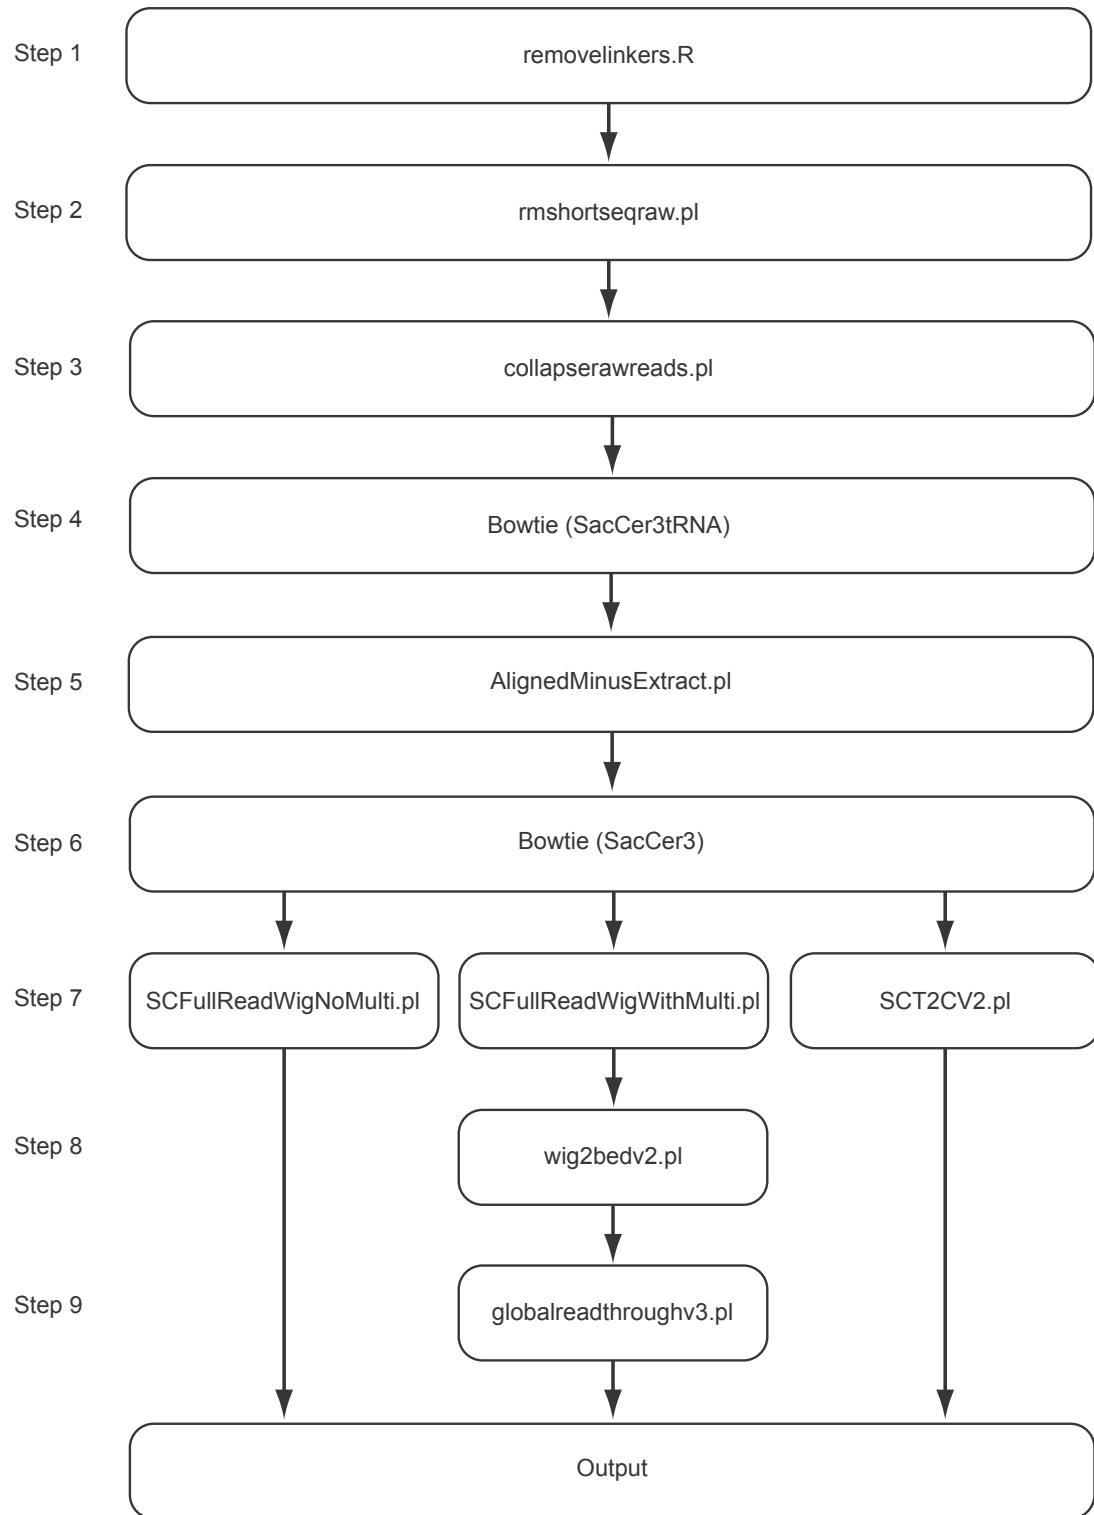 Step 1
removelinkers.R
Step 2
rmshortseqraw.pl
Step 3
collapserawreads.pl
Step 4
Bowtie (SacCer3tRNA)
Step 5
AlignedMinusExtract.pl
Step 6
Bowtie (SacCer3)
Step 7
SCFullReadWigNoMulti.pl
SCFullReadWigWithMulti.pl
SCT2CV2.pl
Step 8
wig2bedv2.pl
Step 9
globalreadthroughv3.pl
Output